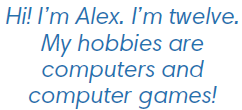 Hi! I'm Alex. I'm twelve.
My hobbies are
computers and
computer games!